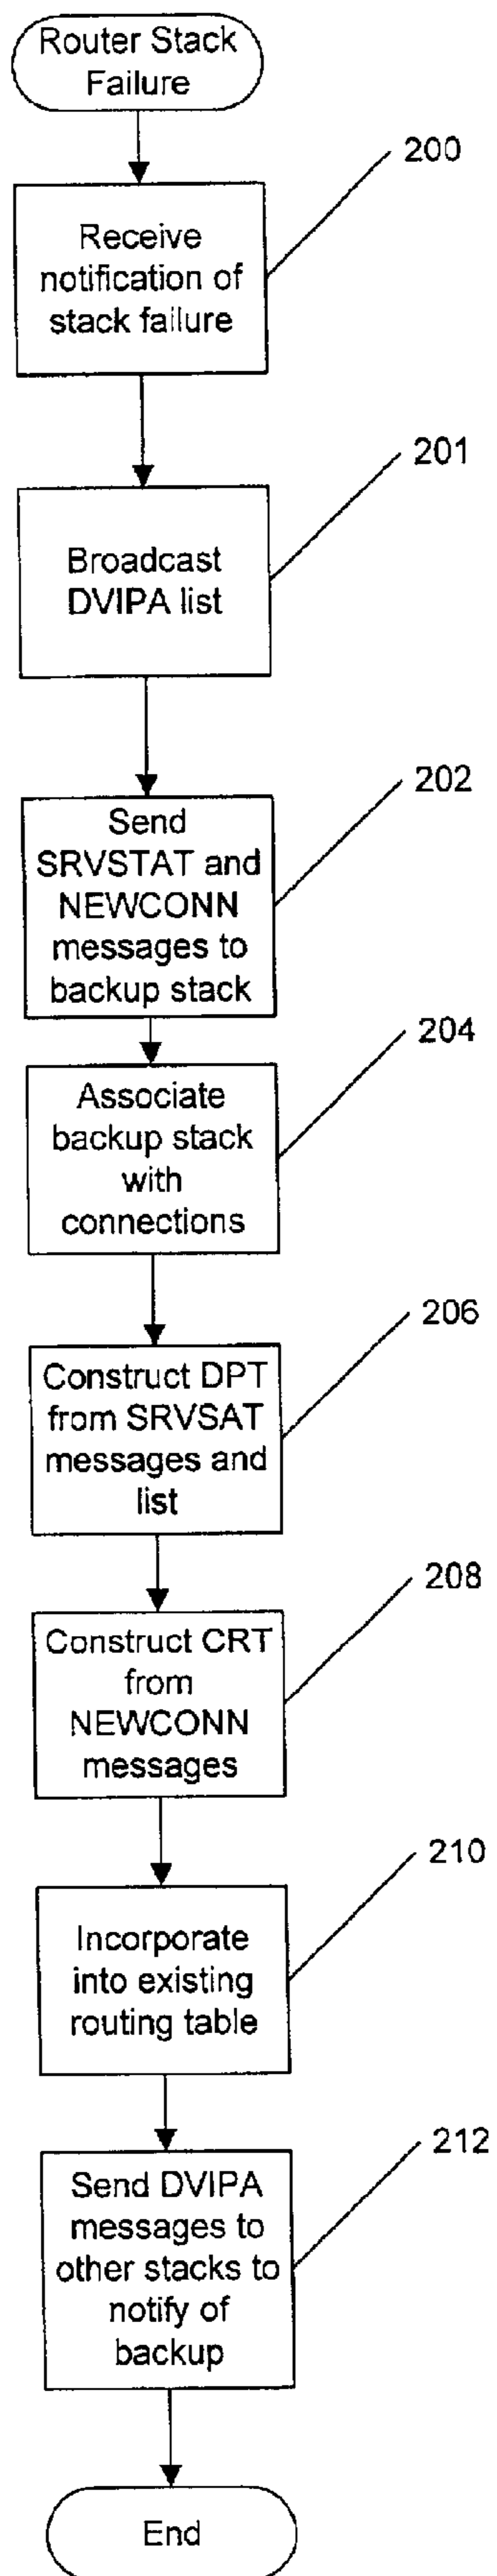 Router Stack
Failure
200
Receive
notification of
stack failure
201
Broadcast
DVIPA list
202
Send
SRVSTAT and
NEWCONN
messages to
backup stack
204
Associate
backup stack
with
connections
206
Construct DPT
from SRVSAT
messages and
list
208
Construct CRT
from
NEWCONN
messages
210
Incorporate
into existing
routing table
212
Send DVIPA
messages to
other stacks to
notify of
backup
End